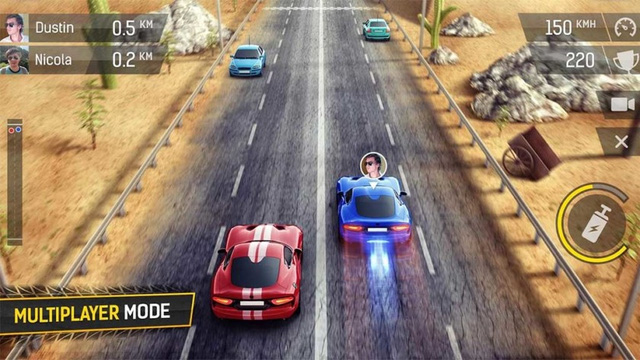 Dustin 0.5 KM
Nicola 0.2 KM
150 KMH
220
MULTIPLAYER MODE